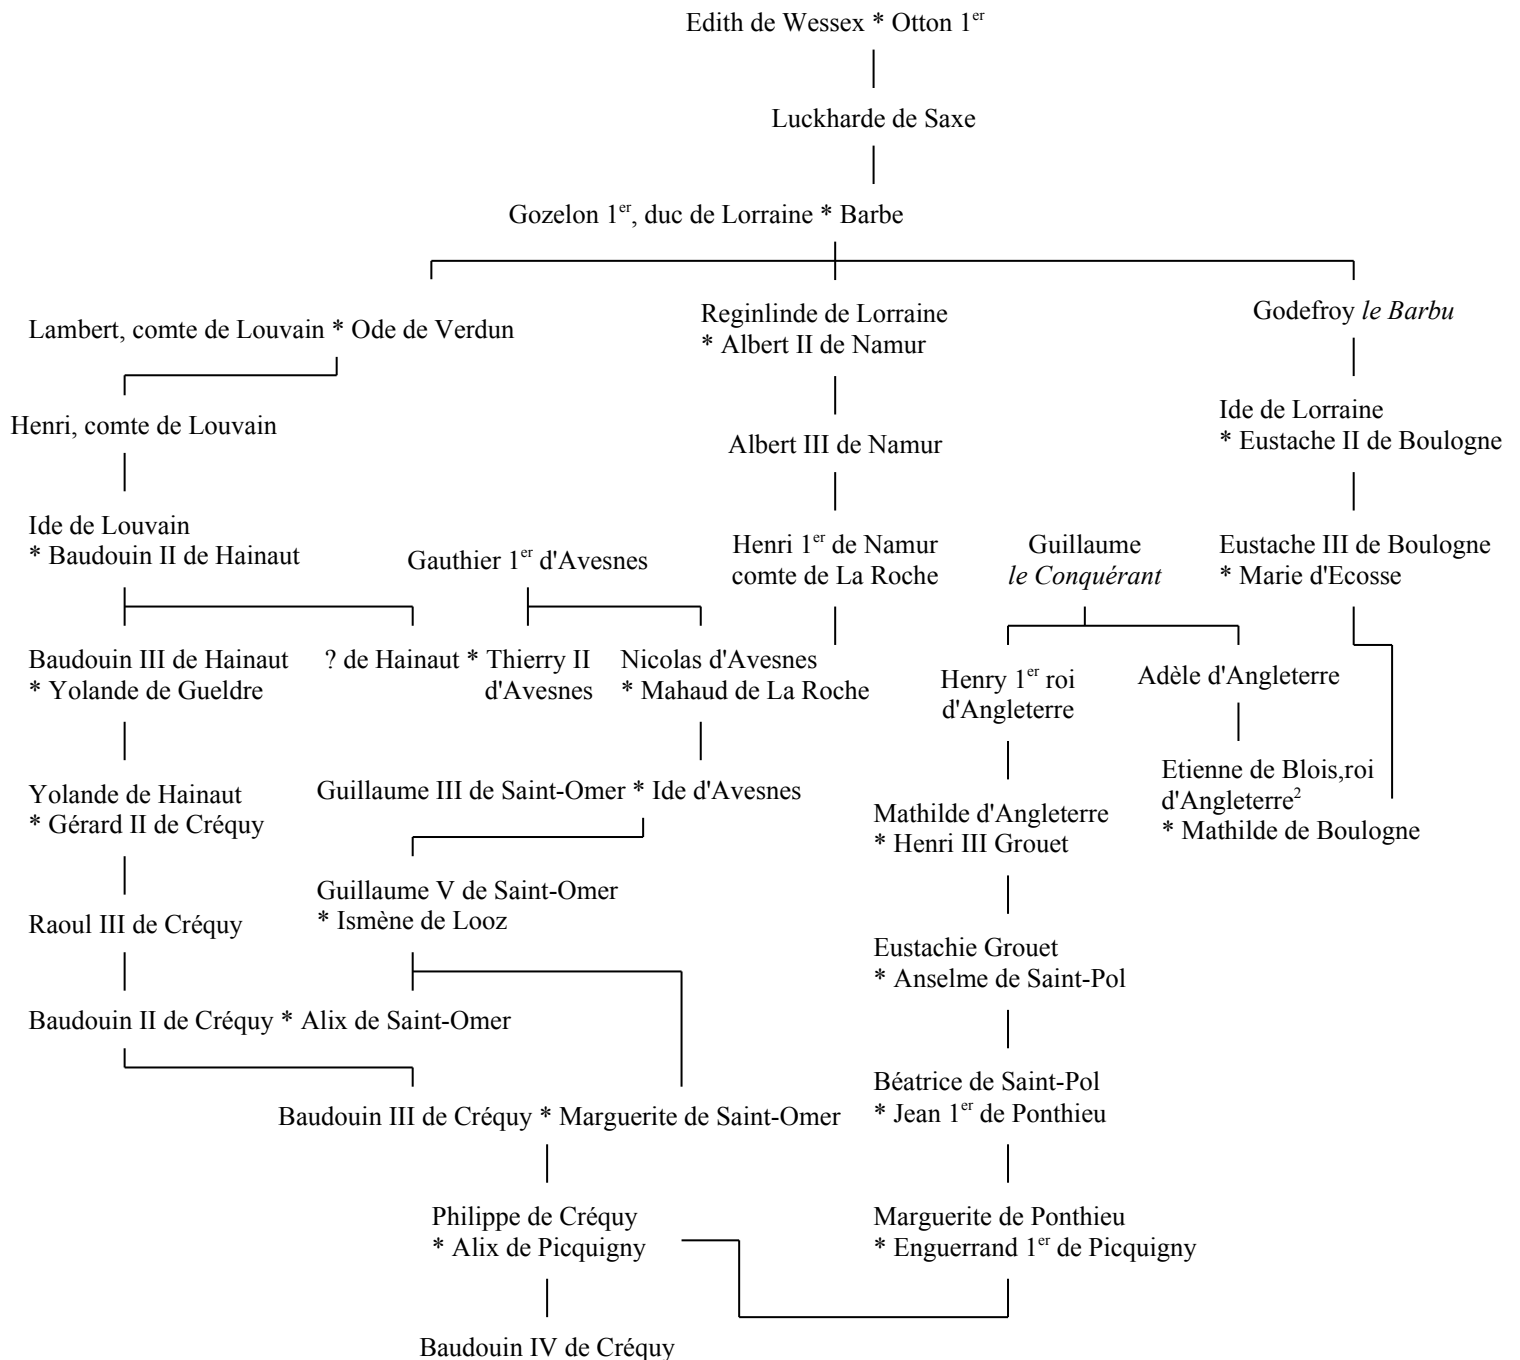 Edith de Wessex * Otton 1er
Luckharde de Saxe
Gozelon 1er, duc de Lorraine * Barbe
Lambert, comte de Louvain * Ode de Verdun
Reginlinde de Lorraine
* Albert II de Namur
Godefroy le Barbu
Henri, comte de Louvain
Albert III de Namur
Ide de Lorraine
* Eustache II de Boulogne
Ide de Louvain
* Baudouin II de Hainaut
Gauthier 1er d'Avesnes
Henri 1er de Namur
comte de La Roche
Guillaume
le Conquérant
Eustache III de Boulogne
* Marie d'Ecosse
Baudouin III de Hainaut
* Yolande de Gueldre
? de Hainaut * Thierry II
d'Avesnes
Nicolas d'Avesnes
* Mahaud de La Roche
Henry 1er roi
d'Angleterre
Adèle d'Angleterre
Yolande de Hainaut
* Gérard II de Créquy
Guillaume III de Saint-Omer * Ide d'Avesnes
Mathilde d'Angleterre
* Henri III Grouet
Etienne de Blois,roi
d'Angleterre2
* Mathilde de Boulogne
Raoul III de Créquy
Guillaume V de Saint-Omer
* Ismène de Looz
Eustachie Grouet
* Anselme de Saint-Pol
Baudouin II de Créquy * Alix de Saint-Omer
Baudouin III de Créquy * Marguerite de Saint-Omer
Béatrice de Saint-Pol
* Jean 1er de Ponthieu
Philippe de Créquy
* Alix de Picquigny
Marguerite de Ponthieu
* Enguerrand 1er de Picquigny
Baudouin IV de Créquy